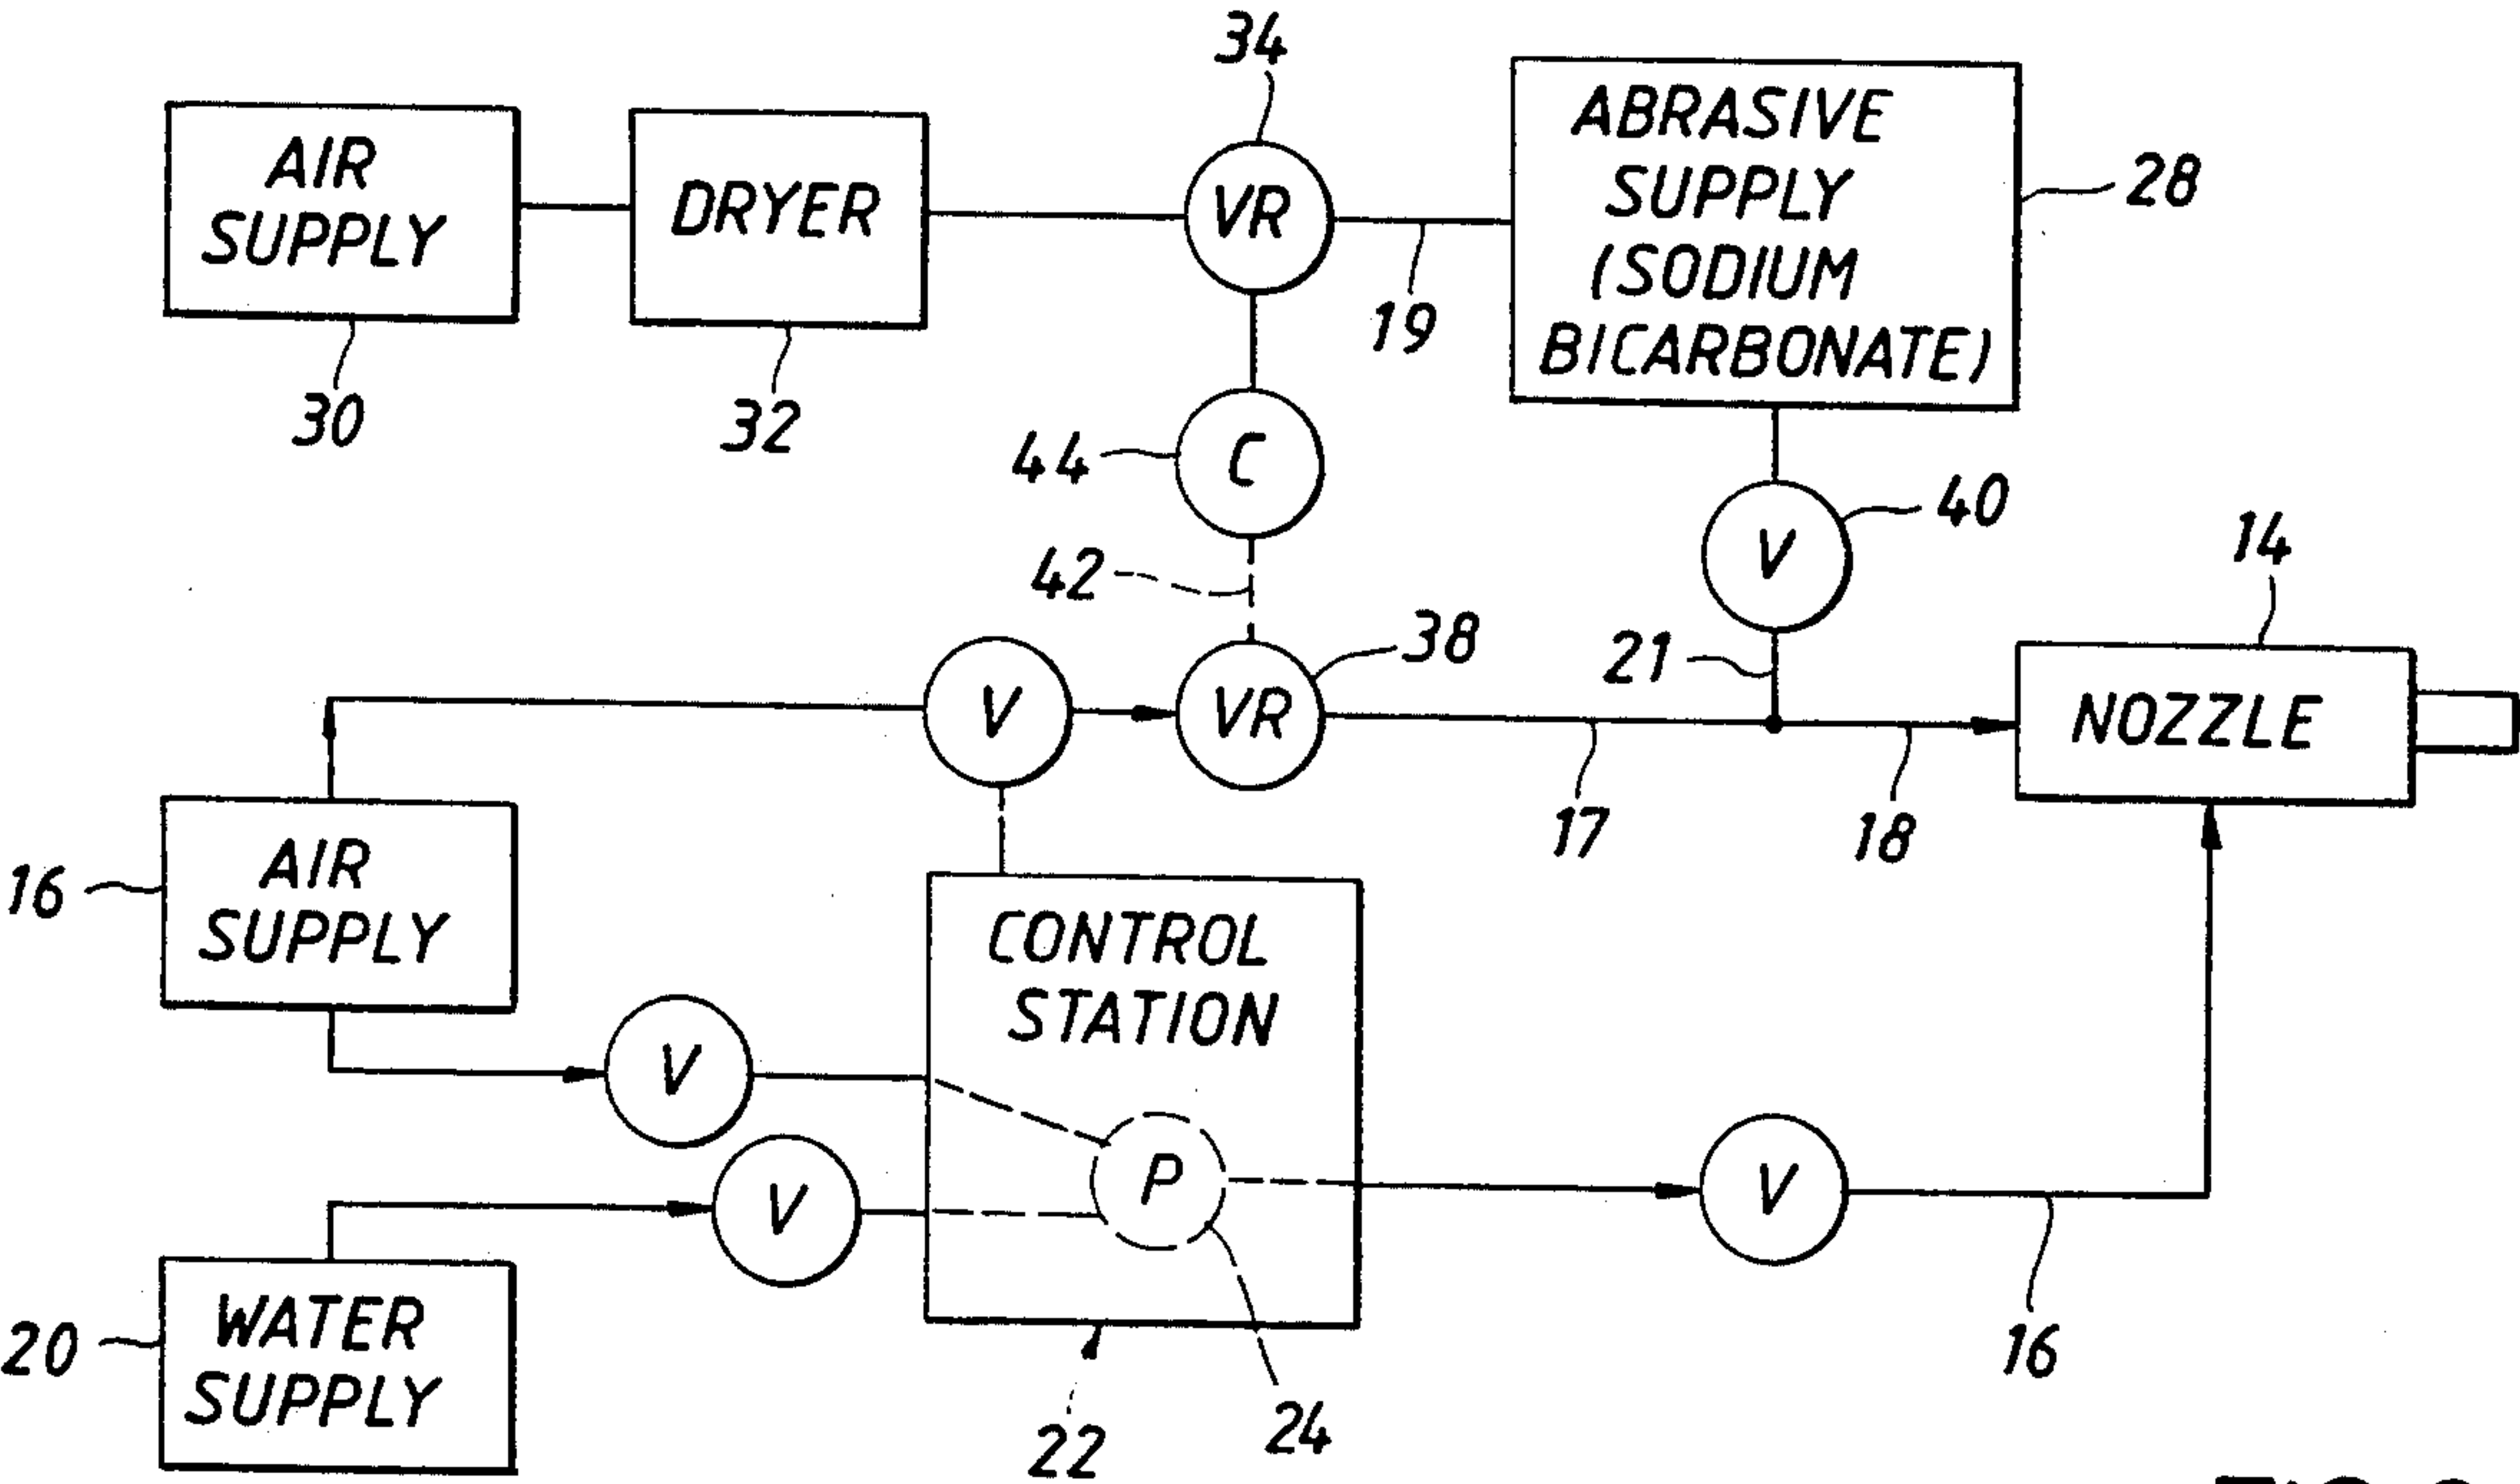 34
AIR
SUPPLY
30
DRYER
32
VR
19
ABRASIVE
SUPPLY
(SODIUM
BICARBONATE)
28
44
C
42
40
V
21
14
NOZZLE
V
VR
38
17
18
16
AIR
SUPPLY
V
CONTROL
STATION
P
24
22
V
20
WATER
SUPPLY
V
16